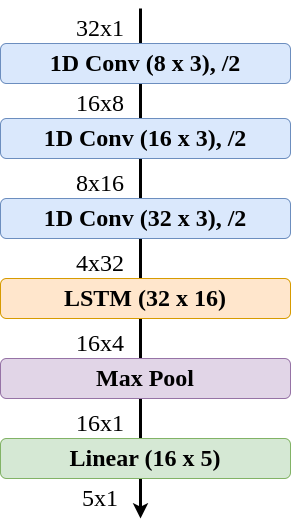 32x1
1D Conv (8 x 3), /2
16x8
1D Conv (16 x 3), /2
8x16
1D Conv (32 x 3), /2
4x32
LSTM (32 x 16)
16x4
Max Pool
16x1
Linear (16 x 5)
5x1